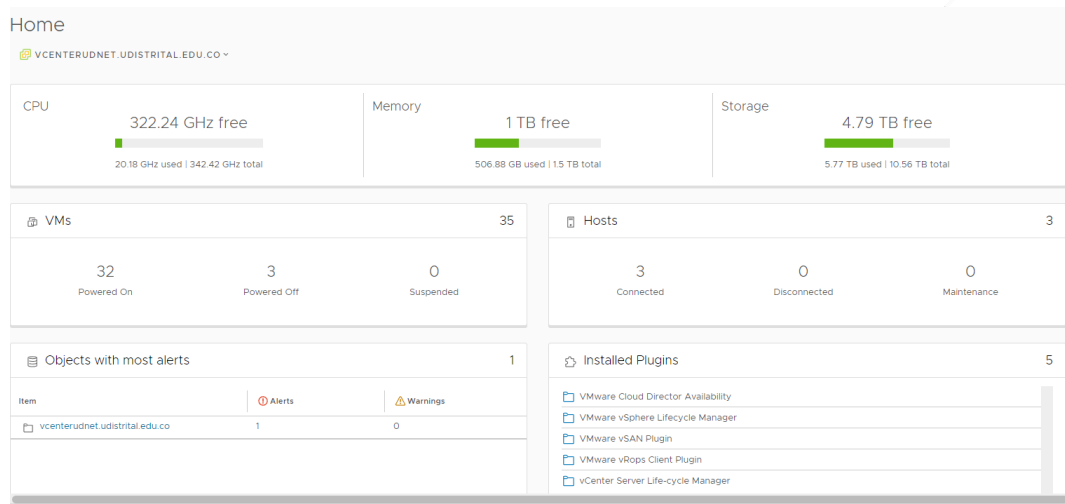 Home
VCENTERUDNET.UDISTRITAL.EDU.CO
CPU
322.24 GHz free
20.18 GHz used | 342.42 GHz total
Memory
1 TB free
506.88 GB used | 1.5 TB total
Storage
4.79 TB free
5.77 TB used | 10.56 TB total
VMs 35
32 3 0
Powered On Powered Off Suspended
Hosts 3
3 0 0
Connected Disconnected Maintenance
Objects with most alerts 1
Item Alerts Warnings
vcenterudnet.udistrital.edu.co 1 0
Installed Plugins 5
VMware Cloud Director Availability
VMware vSphere Lifecycle Manager
VMware vSAN Plugin
VMware vRops Client Plugin
vCenter Server Life-cycle Manager